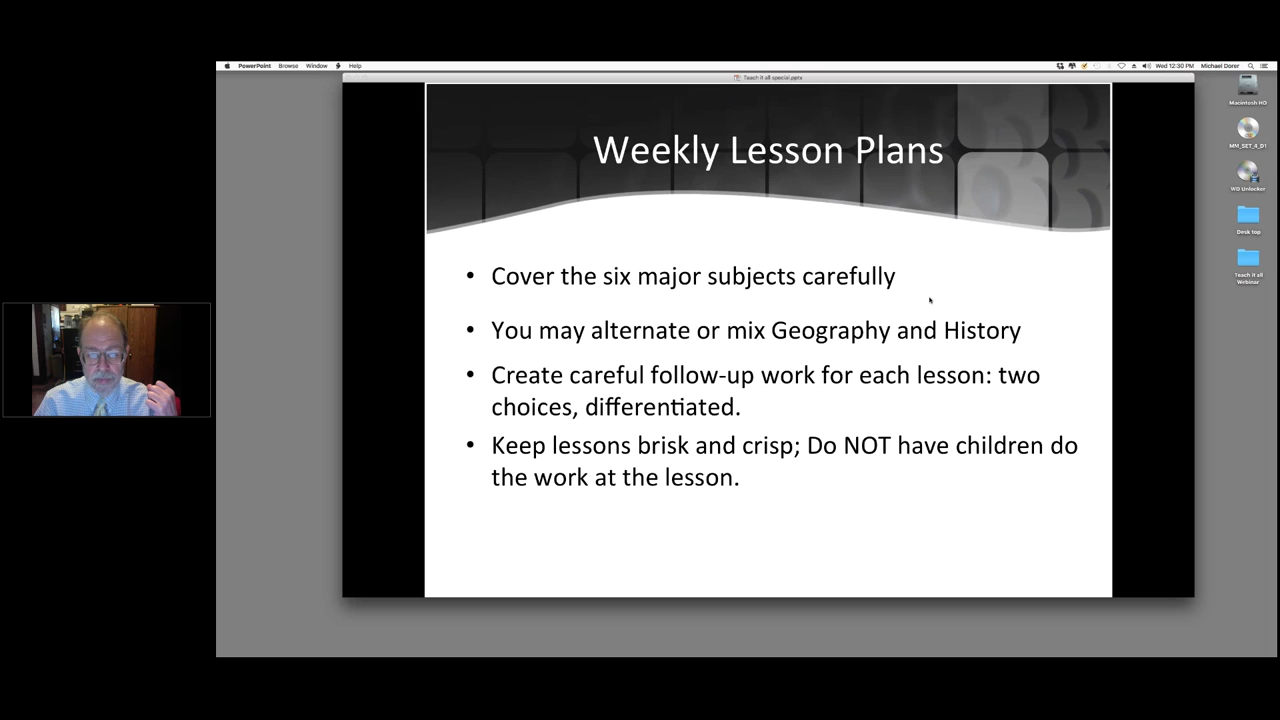 PowerPoint Browse Window Help
Wed 12:30 PM Michael Dorer
Teach it all special.pptx
Macintosh HD
MM_SET_4_D1
WD Unlocker
Desk top
Teach it all
Webinar
Weekly Lesson Plans
• Cover the six major subjects carefully
• You may alternate or mix Geography and History
• Create careful follow-up work for each lesson: two
choices, differentiated.
• Keep lessons brisk and crisp; Do NOT have children do
the work at the lesson.